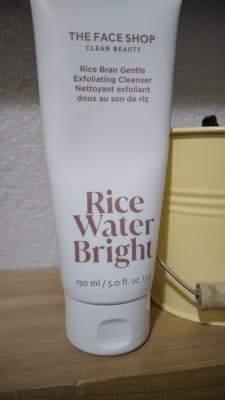 THE FACE SHOP
CLEAN BEAUTY
Rice Bran Gentle
Exfoliating Cleanser
Nettoyant exfoliant
doux au son de riz
Rice
Water
Bright
150 ml / 5.0 fl. oz.